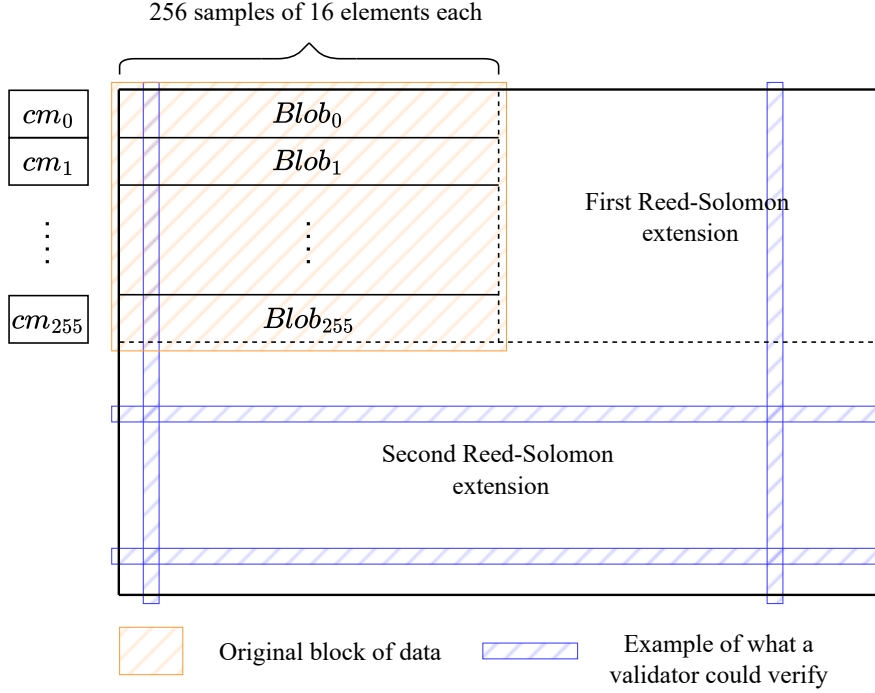 256 samples of 16 elements each
cm₀
Blob₀
cm₁
Blob₁
First Reed-Solomon
extension
⋮
⋮
cm₂₅₅
Blob₂₅₅
Second Reed-Solomon
extension
Original block of data
Example of what a
validator could verify